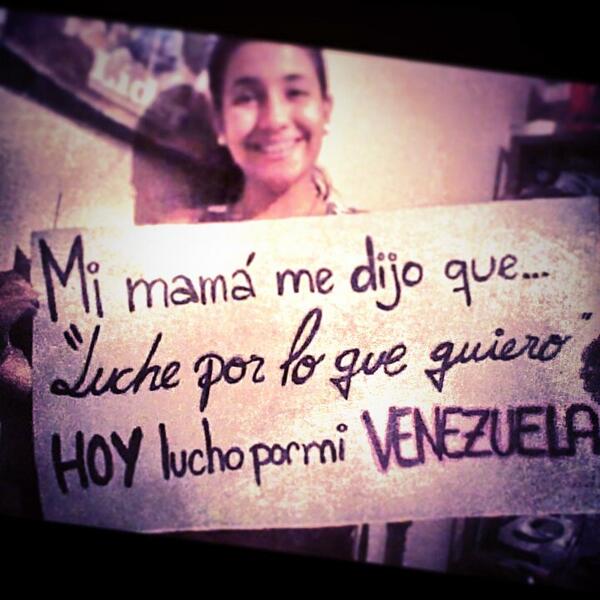 Mi mamá me dijo que...
"Luche por lo que quiero"
HOY lucho por mi VENEZUELA